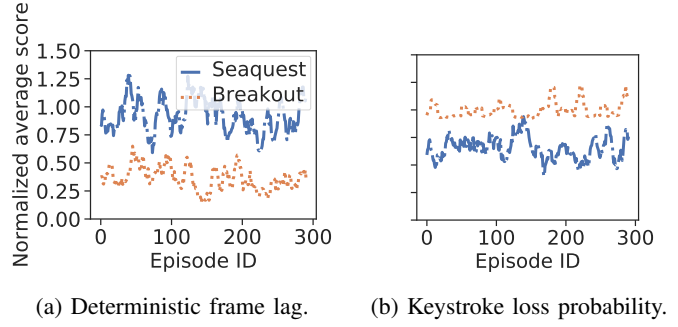 Normalized average score
1.50
1.25
1.00
0.75
0.50
0.25
0.00
Seaquest
Breakout
0 100 200 300
Episode ID
0 100 200 300
Episode ID
(a) Deterministic frame lag.
(b) Keystroke loss probability.